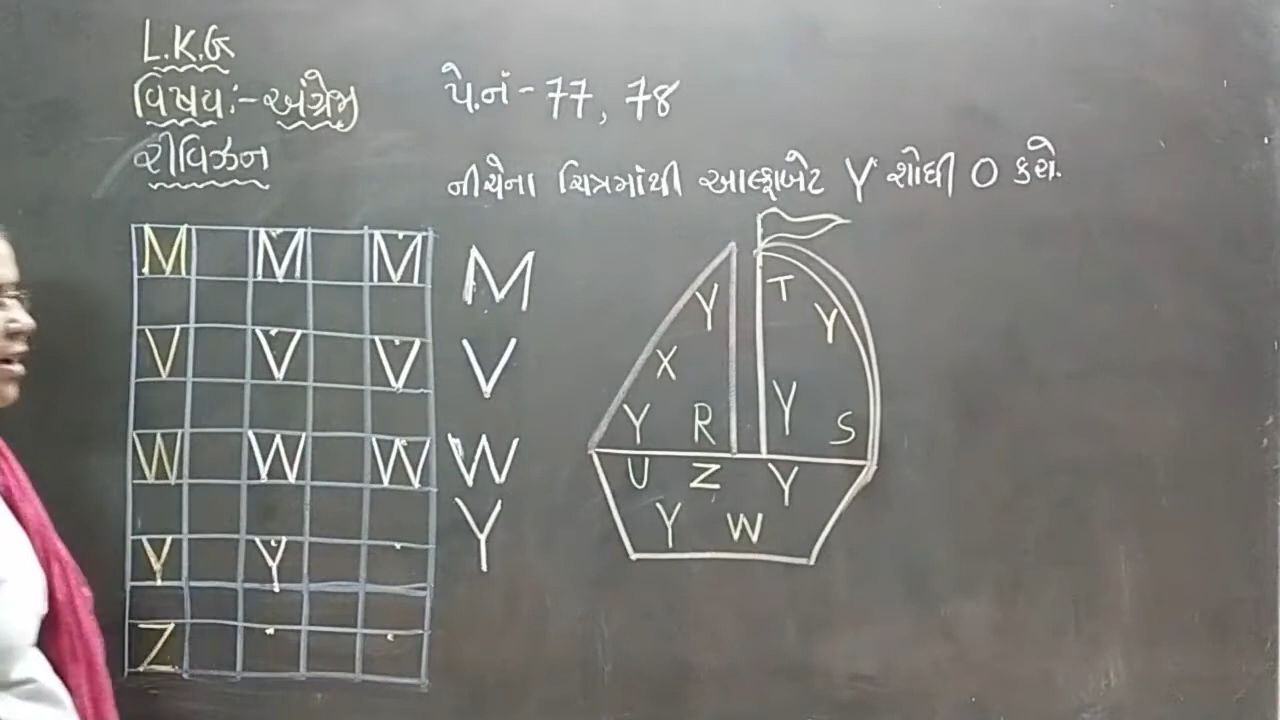 L.K.G
વિષય:- અંગ્રેજી
રીવિઝન
પે.નં - 77, 78
નીચેના ચિત્રમાંથી આલ્ફાબેટ Y શોધી O કરો.
M M M M
V V V V
W W W W
Y Y Y
Z
T
Y Y
X
Y Y
R S
U Z Y
Y W